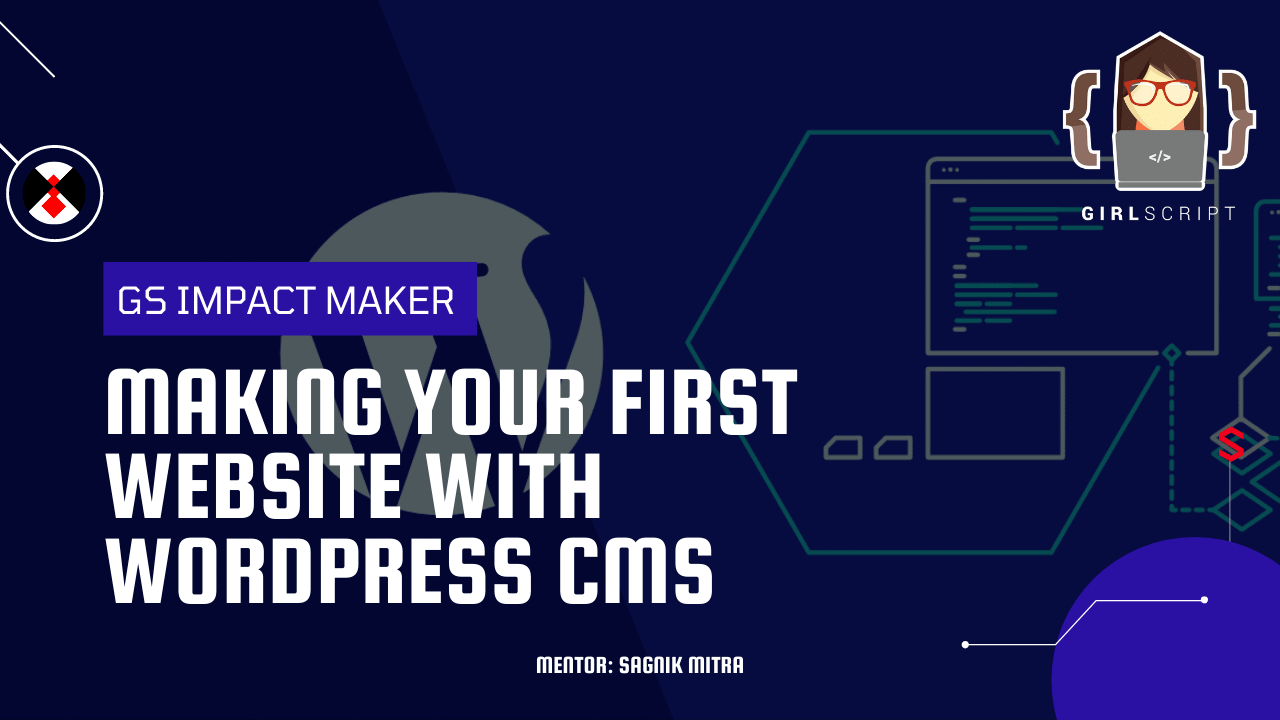 </>
GIRLSCRIPT
GS IMPACT MAKER
MAKING YOUR FIRST
WEBSITE WITH
WORDPRESS CMS
S
MENTOR: SAGNIK MITRA